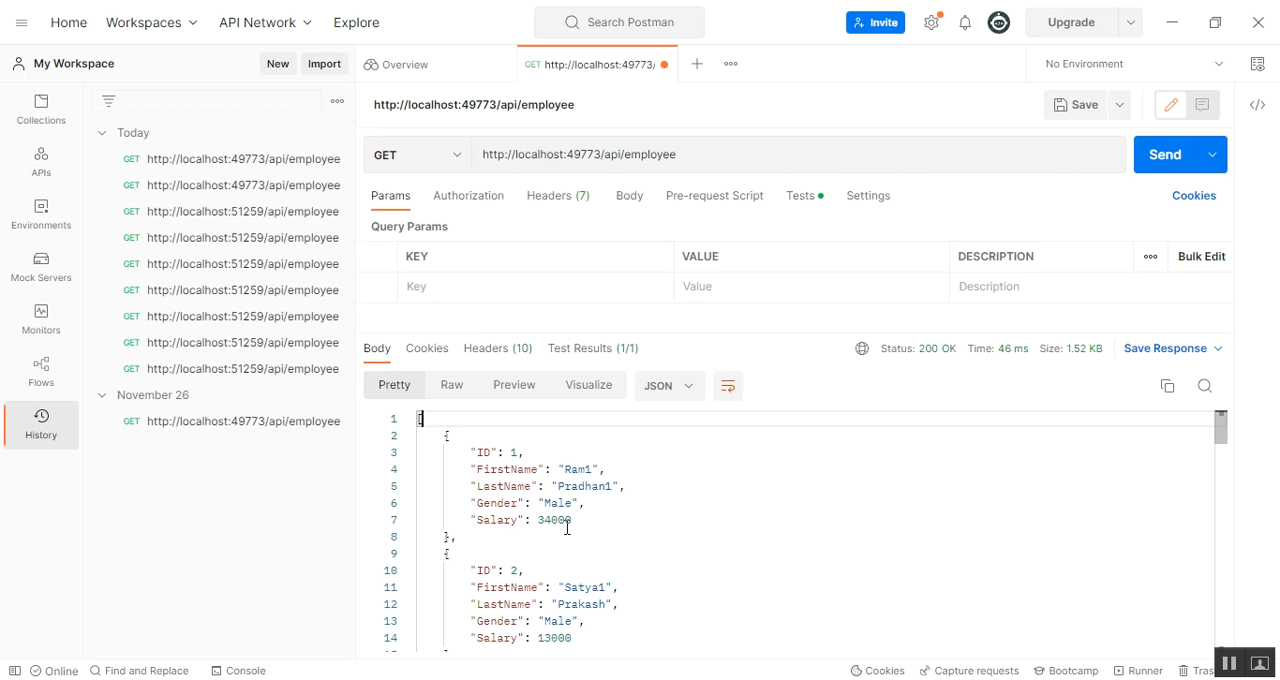 Home Workspaces API Network Explore Search Postman Invite Upgrade
My Workspace New Import Overview GET http://localhost:49773/ No Environment
Collections
APIs
Environments
Mock Servers
Monitors
Flows
History
Today
GET http://localhost:49773/api/employee
GET http://localhost:49773/api/employee
GET http://localhost:51259/api/employee
GET http://localhost:51259/api/employee
GET http://localhost:51259/api/employee
GET http://localhost:51259/api/employee
GET http://localhost:51259/api/employee
GET http://localhost:51259/api/employee
GET http://localhost:51259/api/employee
November 26
GET http://localhost:49773/api/employee
http://localhost:49773/api/employee Save
GET http://localhost:49773/api/employee Send
Params Authorization Headers (7) Body Pre-request Script Tests Settings Cookies
Query Params
KEY VALUE DESCRIPTION Bulk Edit
Key Value Description
Body Cookies Headers (10) Test Results (1/1) Status: 200 OK Time: 46 ms Size: 1.52 KB Save Response
Pretty Raw Preview Visualize JSON
1 [
2 {
3 "ID": 1,
4 "FirstName": "Ram1",
5 "LastName": "Pradhan1",
6 "Gender": "Male",
7 "Salary": 34000
8 },
9 {
10 "ID": 2,
11 "FirstName": "Satya1",
12 "LastName": "Prakash",
13 "Gender": "Male",
14 "Salary": 13000
Online Find and Replace Console Cookies Capture requests Bootcamp Runner Tras